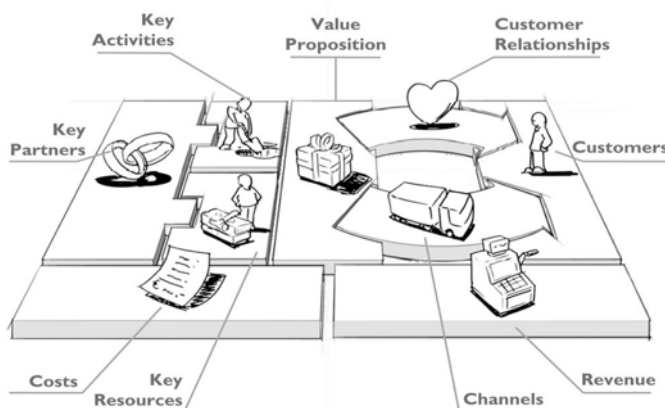 Key
Activities
Value
Proposition
Customer
Relationships
Key
Partners
Customers
Costs
Key
Resources
Channels
Revenue